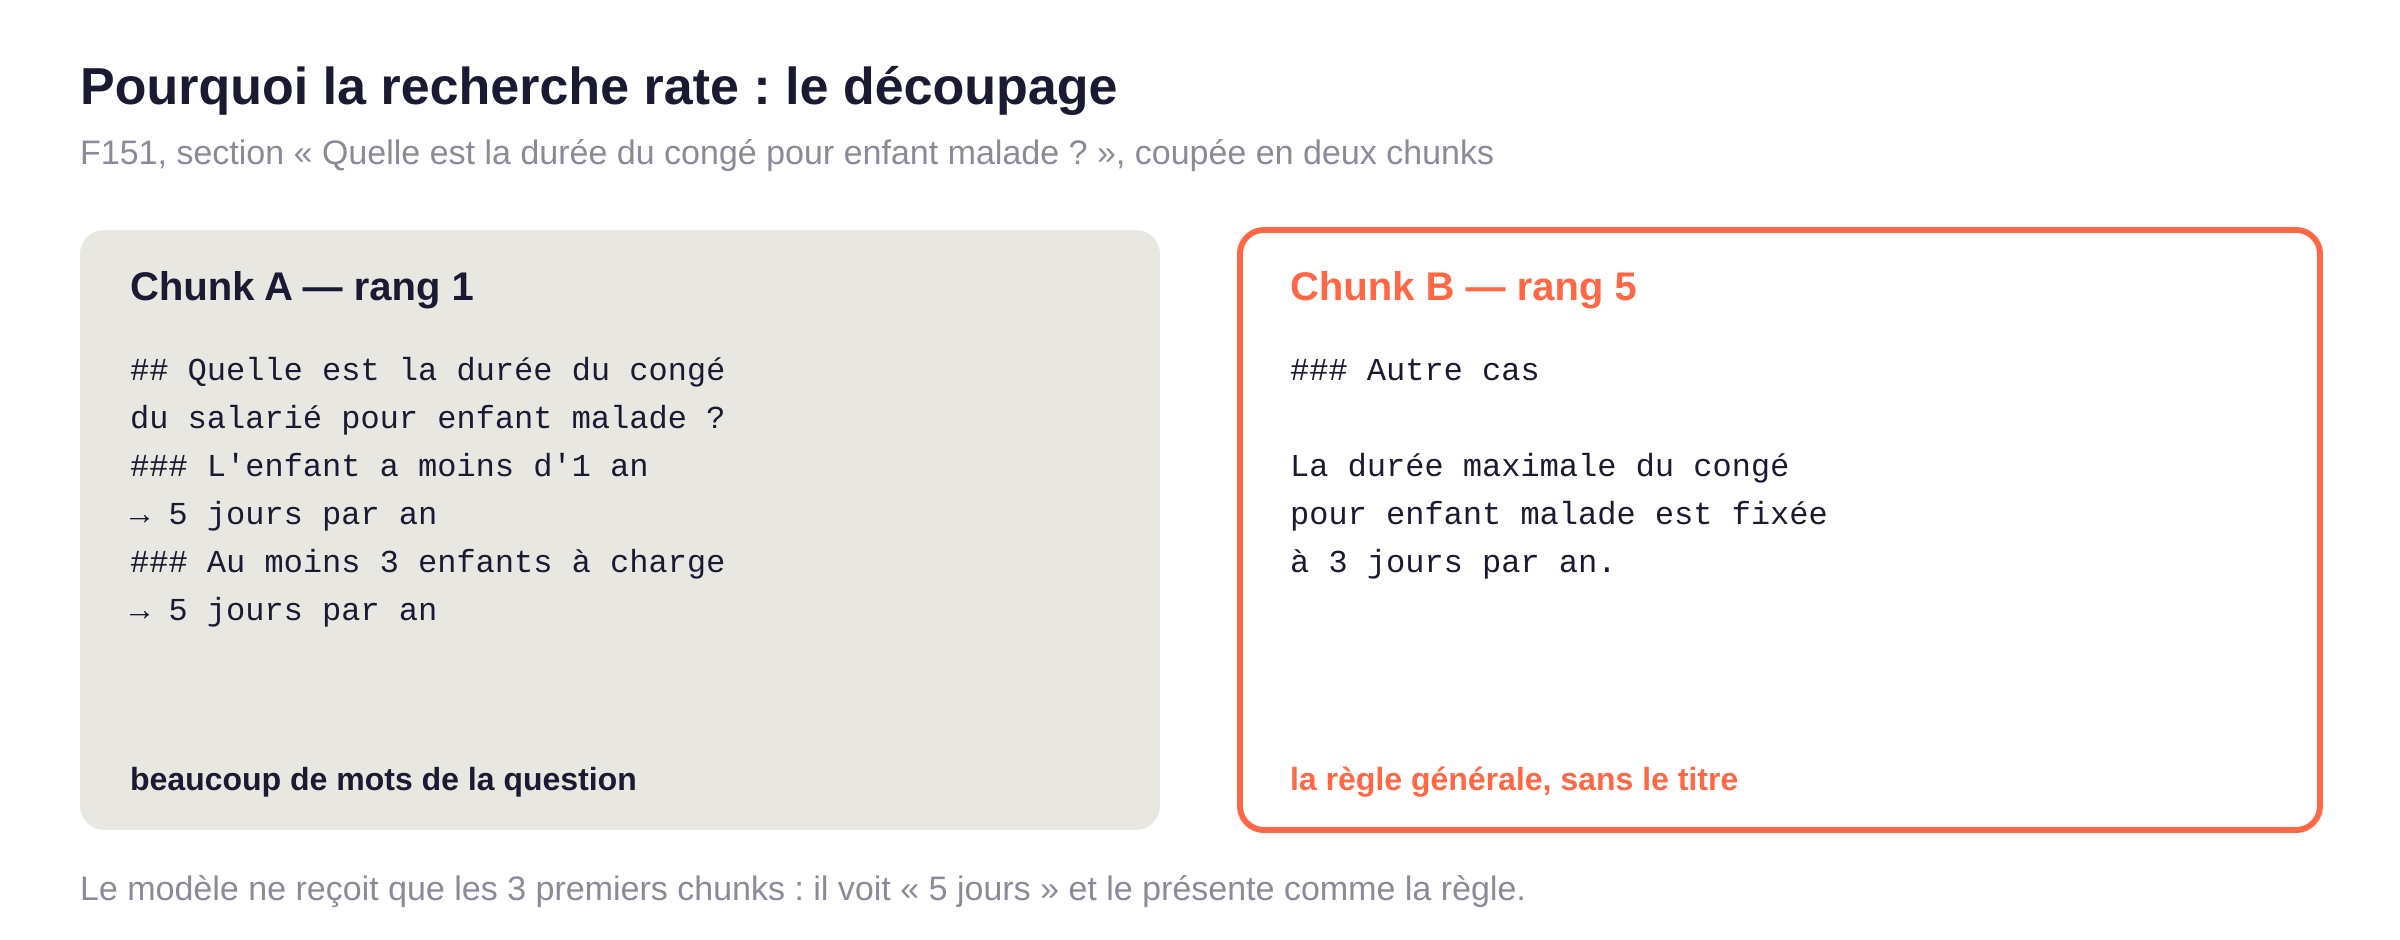 Pourquoi la recherche rate : le découpage
F151, section « Quelle est la durée du congé pour enfant malade ? », coupée en deux chunks
Chunk A — rang 1
## Quelle est la durée du congé
du salarié pour enfant malade ?
### L'enfant a moins d'1 an
→ 5 jours par an
### Au moins 3 enfants à charge
→ 5 jours par an
beaucoup de mots de la question
Chunk B — rang 5
### Autre cas
La durée maximale du congé
pour enfant malade est fixée
à 3 jours par an.
la règle générale, sans le titre
Le modèle ne reçoit que les 3 premiers chunks : il voit « 5 jours » et le présente comme la règle.